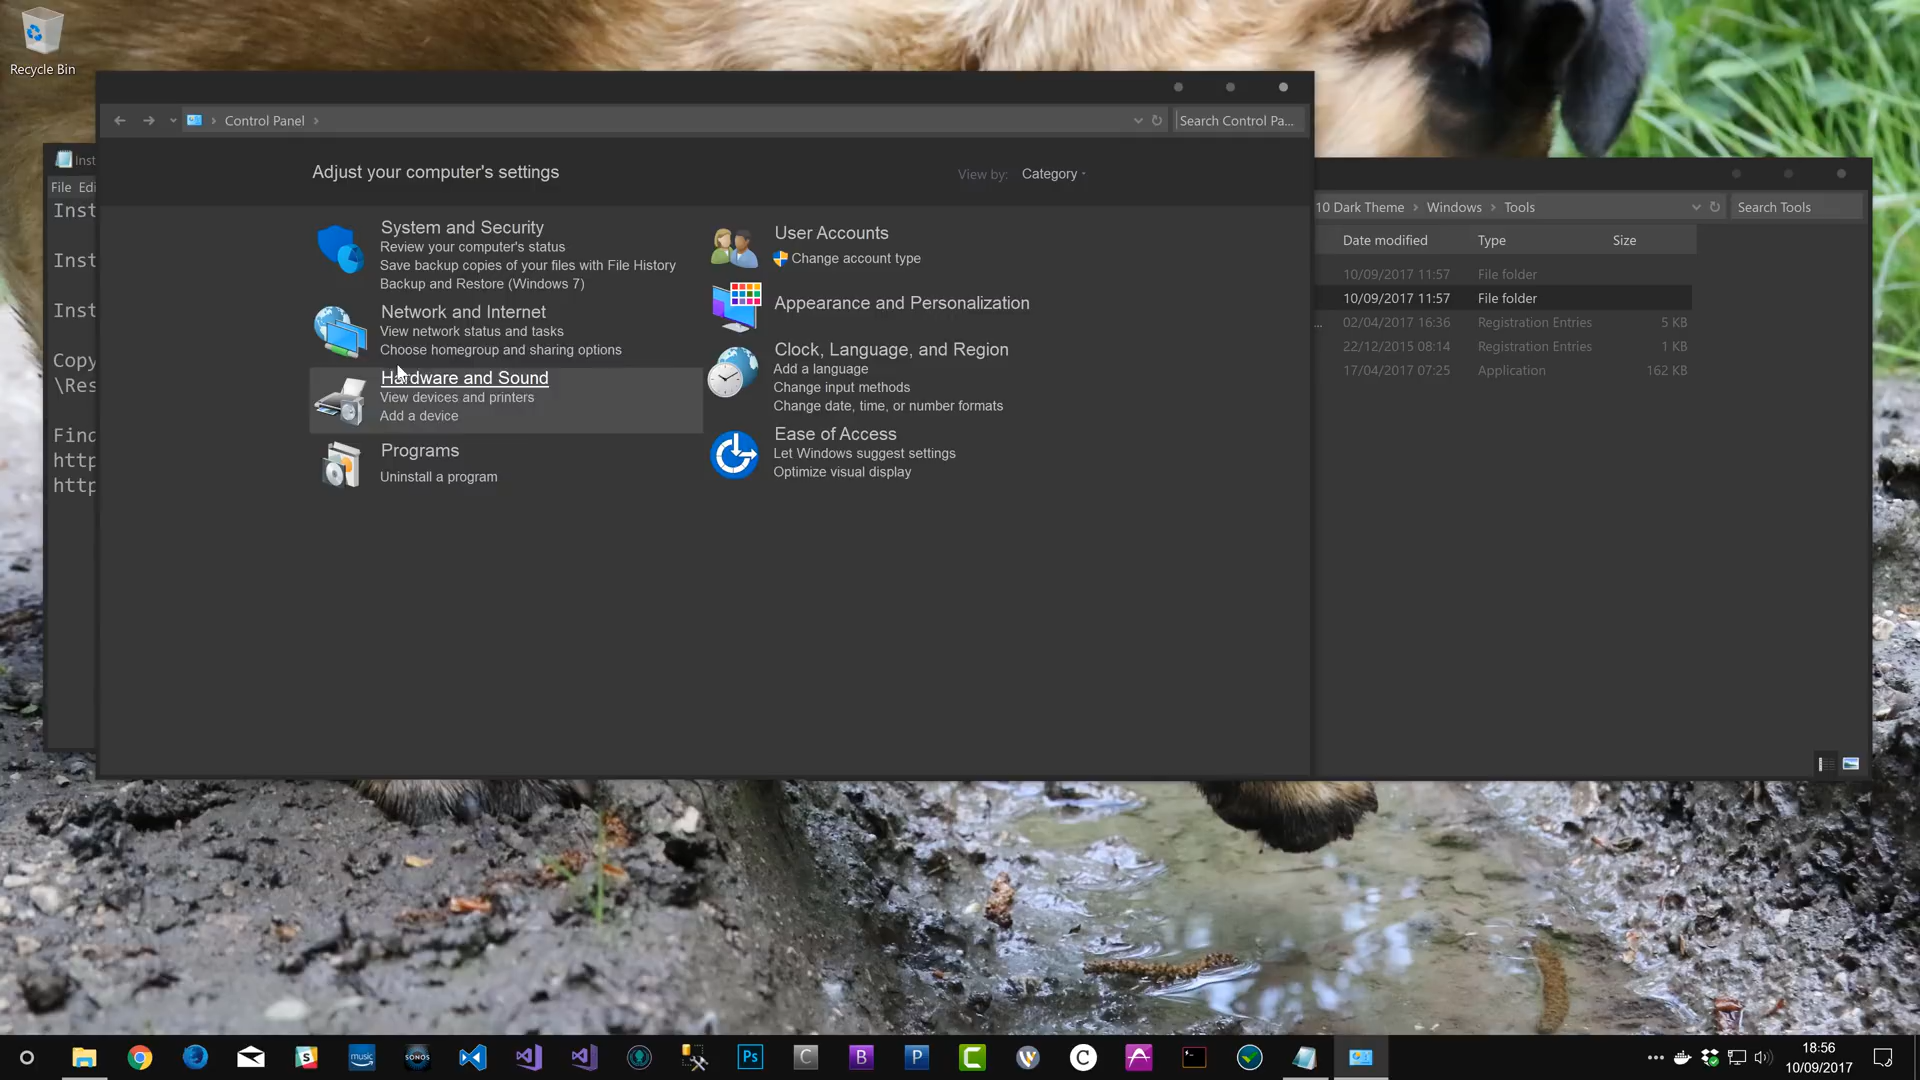 Recycle Bin
Control Panel
Search Control Pa...
Adjust your computer's settings
View by:
Category
System and Security
Review your computer's status
Save backup copies of your files with File History
Backup and Restore (Windows 7)
Network and Internet
View network status and tasks
Choose homegroup and sharing options
Hardware and Sound
View devices and printers
Add a device
Programs
Uninstall a program
User Accounts
Change account type
Appearance and Personalization
Clock, Language, and Region
Add a language
Change input methods
Change date, time, or number formats
Ease of Access
Let Windows suggest settings
Optimize visual display
Inst
File Edi
Inst
Inst
Inst
Copy
\Res
Find
http
http
10 Dark Theme > Windows > Tools
Search Tools
Date modified Type Size
10/09/2017 11:57 File folder
10/09/2017 11:57 File folder
... 02/04/2017 16:36 Registration Entries 5 KB
22/12/2015 08:14 Registration Entries 1 KB
17/04/2017 07:25 Application 162 KB
music
SONOS
Ps
C
B
P
C
C
18:56
10/09/2017